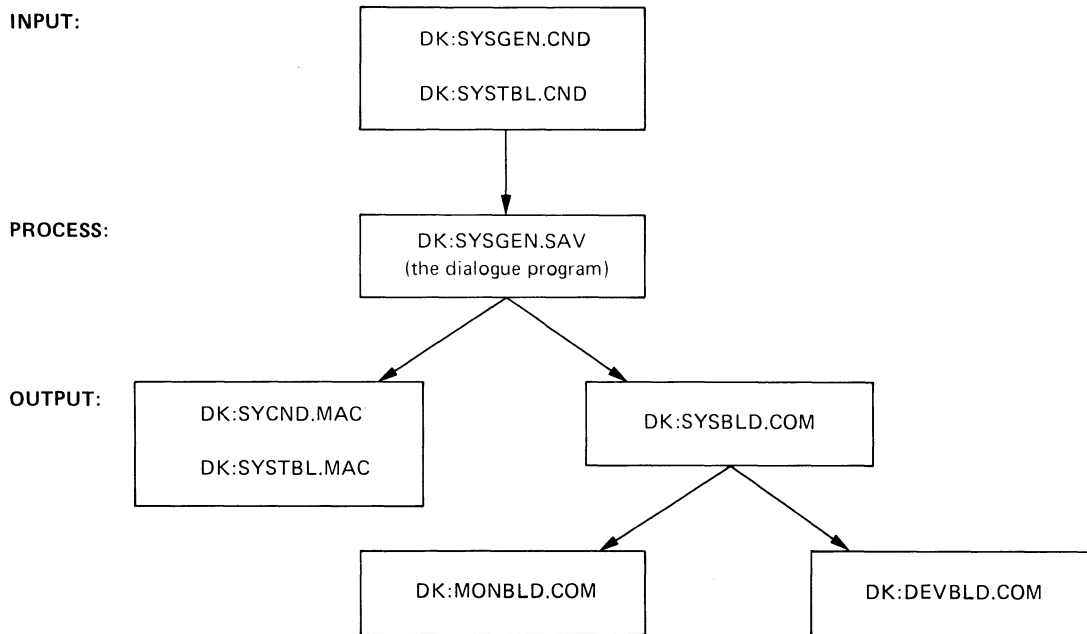 INPUT:
DK:SYSGEN.CND
DK:SYSTBL.CND
PROCESS:
DK:SYSGEN.SAV
(the dialogue program)
OUTPUT:
DK:SYCND.MAC
DK:SYSTBL.MAC
DK:SYSBLD.COM
DK:MONBLD.COM
DK:DEVBLD.COM